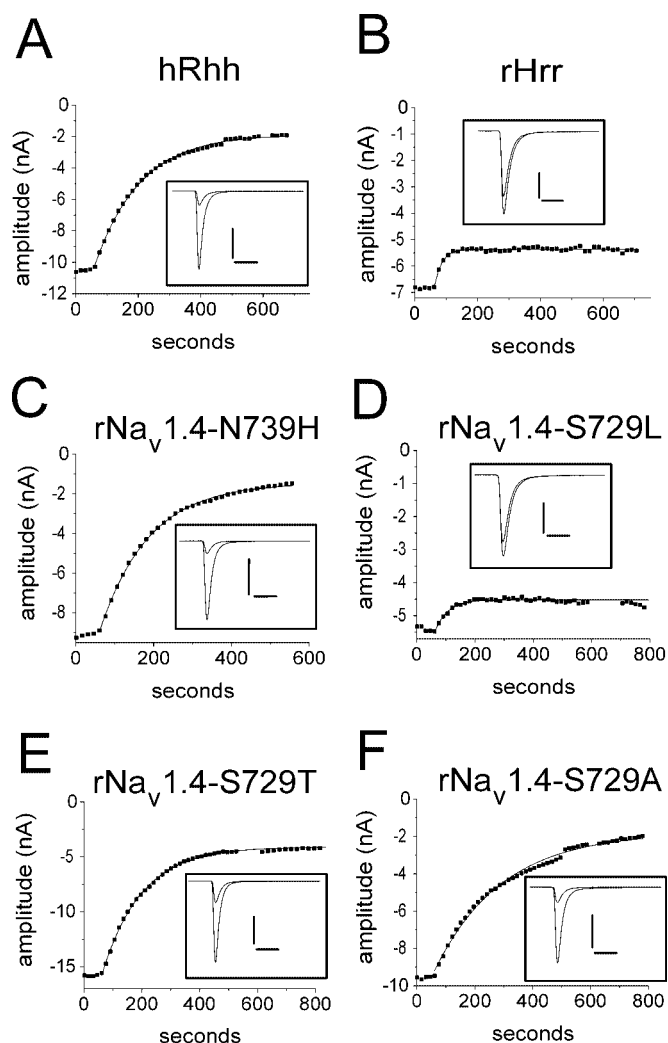 A
hRhh
amplitude (nA)
0
-2
-4
-6
-8
-10
-12
0 200 400 600
seconds
B
rHrr
amplitude (nA)
0
-1
-2
-3
-4
-5
-6
-7
0 200 400 600
seconds
C
rNav1.4-N739H
amplitude (nA)
0
-2
-4
-6
-8
0 200 400 600
seconds
D
rNav1.4-S729L
amplitude (nA)
0
-1
-2
-3
-4
-5
0 200 400 600 800
seconds
E
rNav1.4-S729T
amplitude (nA)
0
-5
-10
-15
0 200 400 600 800
seconds
F
rNav1.4-S729A
amplitude (nA)
0
-2
-4
-6
-8
-10
0 200 400 600 800
seconds